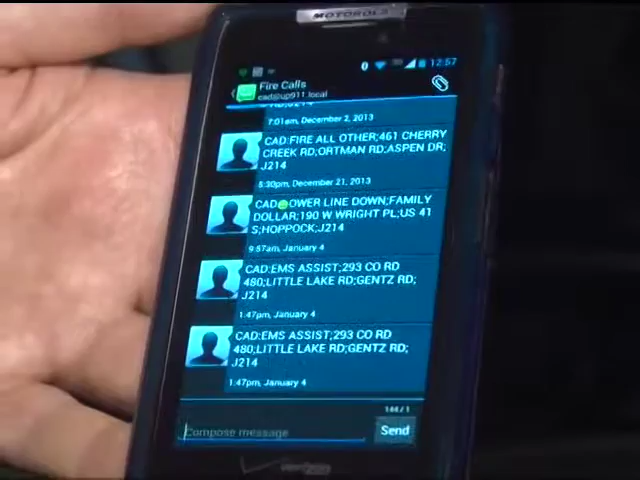 MOTOROLA
12:57
Fire Calls
cad@up911.local
7:01am, December 2, 2013
CAD:FIRE ALL OTHER;461 CHERRY
CREEK RD;ORTMAN RD;ASPEN DR;
J214
5:30pm, December 21, 2013
CAD OWER LINE DOWN;FAMILY
DOLLAR;190 W WRIGHT PL;US 41
S;HOPPOCK;J214
9:57am, January 4
CAD:EMS ASSIST;293 CO RD
480;LITTLE LAKE RD;GENTZ RD;
J214
1:47pm, January 4
CAD:EMS ASSIST;293 CO RD
480;LITTLE LAKE RD;GENTZ RD;
J214
1:47pm, January 4
144 / 1
Compose message
Send
verizon